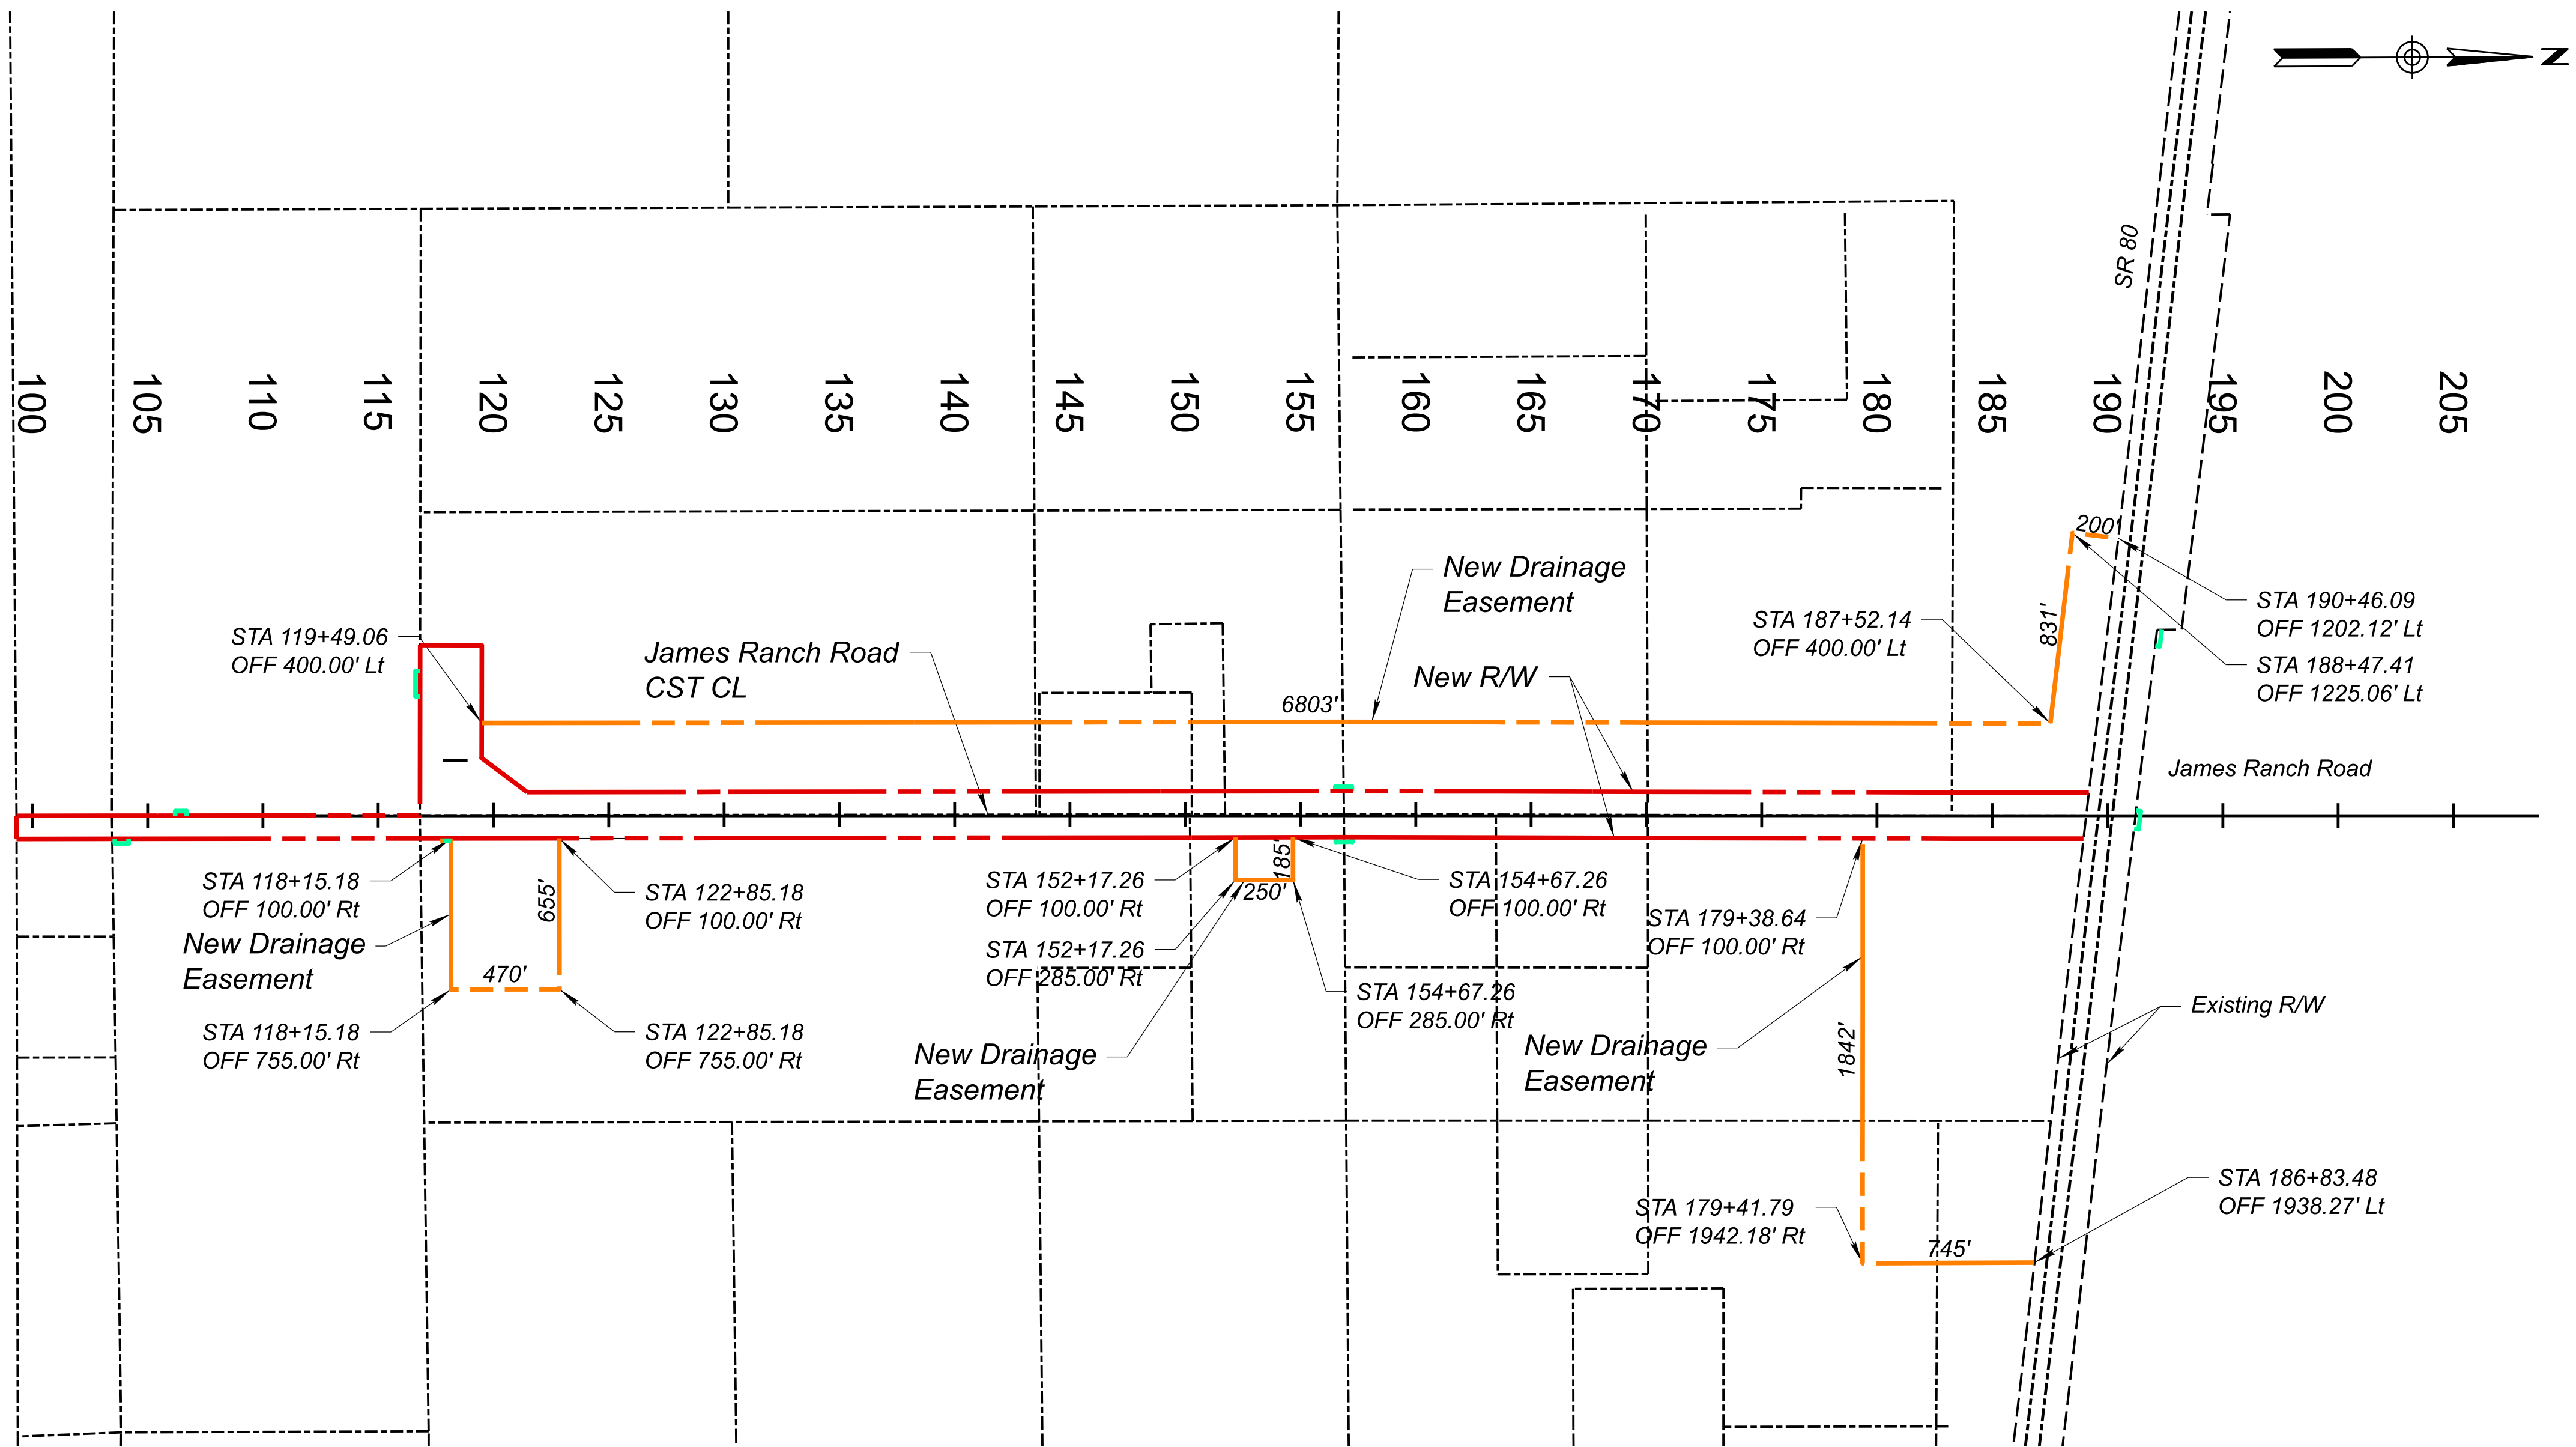 N
SR 80
100
105
110
115
120
125
130
135
140
145
150
155
160
165
170
175
180
185
190
195
200
205
STA 119+49.06
OFF 400.00' Lt
James Ranch Road
CST CL
New Drainage
Easement
6803'
New R/W
STA 187+52.14
OFF 400.00' Lt
831'
200'
STA 190+46.09
OFF 1202.12' Lt
STA 188+47.41
OFF 1225.06' Lt
James Ranch Road
STA 118+15.18
OFF 100.00' Rt
New Drainage
Easement
STA 118+15.18
OFF 755.00' Rt
470'
655'
STA 122+85.18
OFF 100.00' Rt
STA 122+85.18
OFF 755.00' Rt
STA 152+17.26
OFF 100.00' Rt
STA 152+17.26
OFF 285.00' Rt
New Drainage
Easement
250'
185'
STA 154+67.26
OFF 100.00' Rt
STA 154+67.26
OFF 285.00' Rt
STA 179+38.64
OFF 100.00' Rt
New Drainage
Easement
1842'
STA 179+41.79
OFF 1942.18' Rt
745'
Existing R/W
STA 186+83.48
OFF 1938.27' Lt